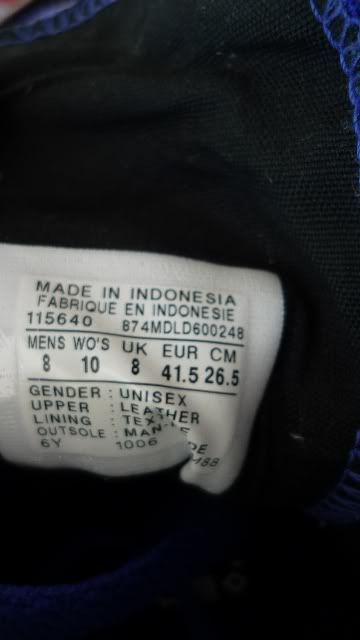 MADE IN INDONESIA
FABRIQUE EN INDONESIE
115640 874MDLD600248
MENS WO'S UK EUR CM
8 10 8 41.5 26.5
GENDER : UNISEX
UPPER : LEATHER
LINING :
OUTSOLE :
6Y 1006